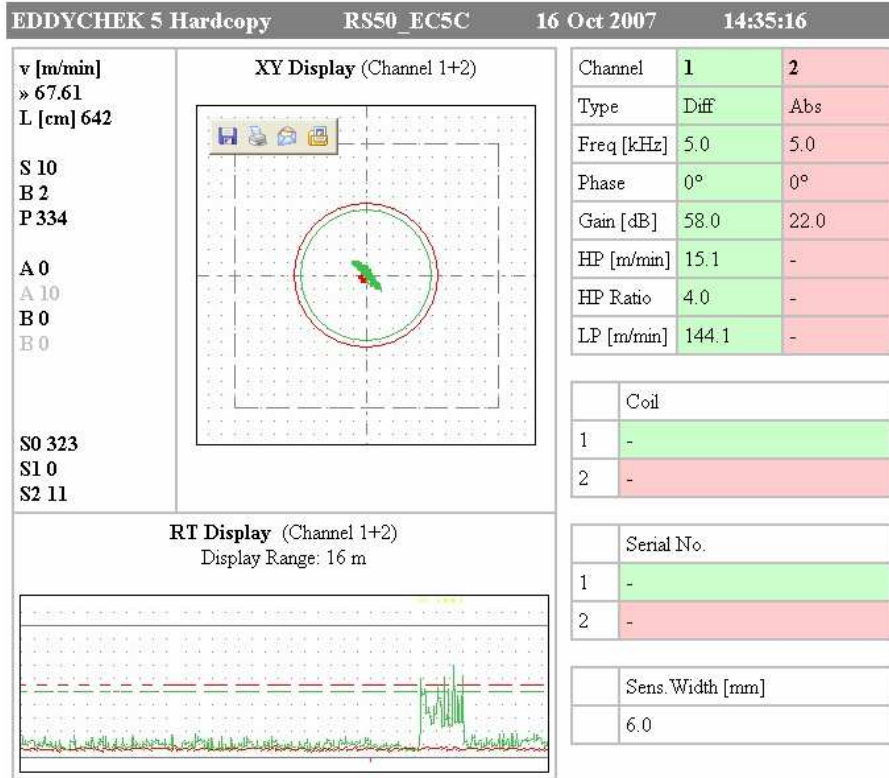 EDDYCHEK 5 Hardcopy RS50_EC5C 16 Oct 2007 14:35:16
v [m/min]
» 67.61
L [cm] 642
S 10
B 2
P 334
A 0
A 10
B 0
B 0
S0 323
S1 0
S2 11
XY Display (Channel 1+2)
RT Display (Channel 1+2)
Display Range: 16 m
Channel 1 2
Type Diff Abs
Freq [kHz] 5.0 5.0
Phase 0° 0°
Gain [dB] 58.0 22.0
HP [m/min] 15.1 -
HP Ratio 4.0 -
LP [m/min] 144.1 -
Coil
1 -
2 -
Serial No.
1 -
2 -
Sens.Width [mm]
6.0